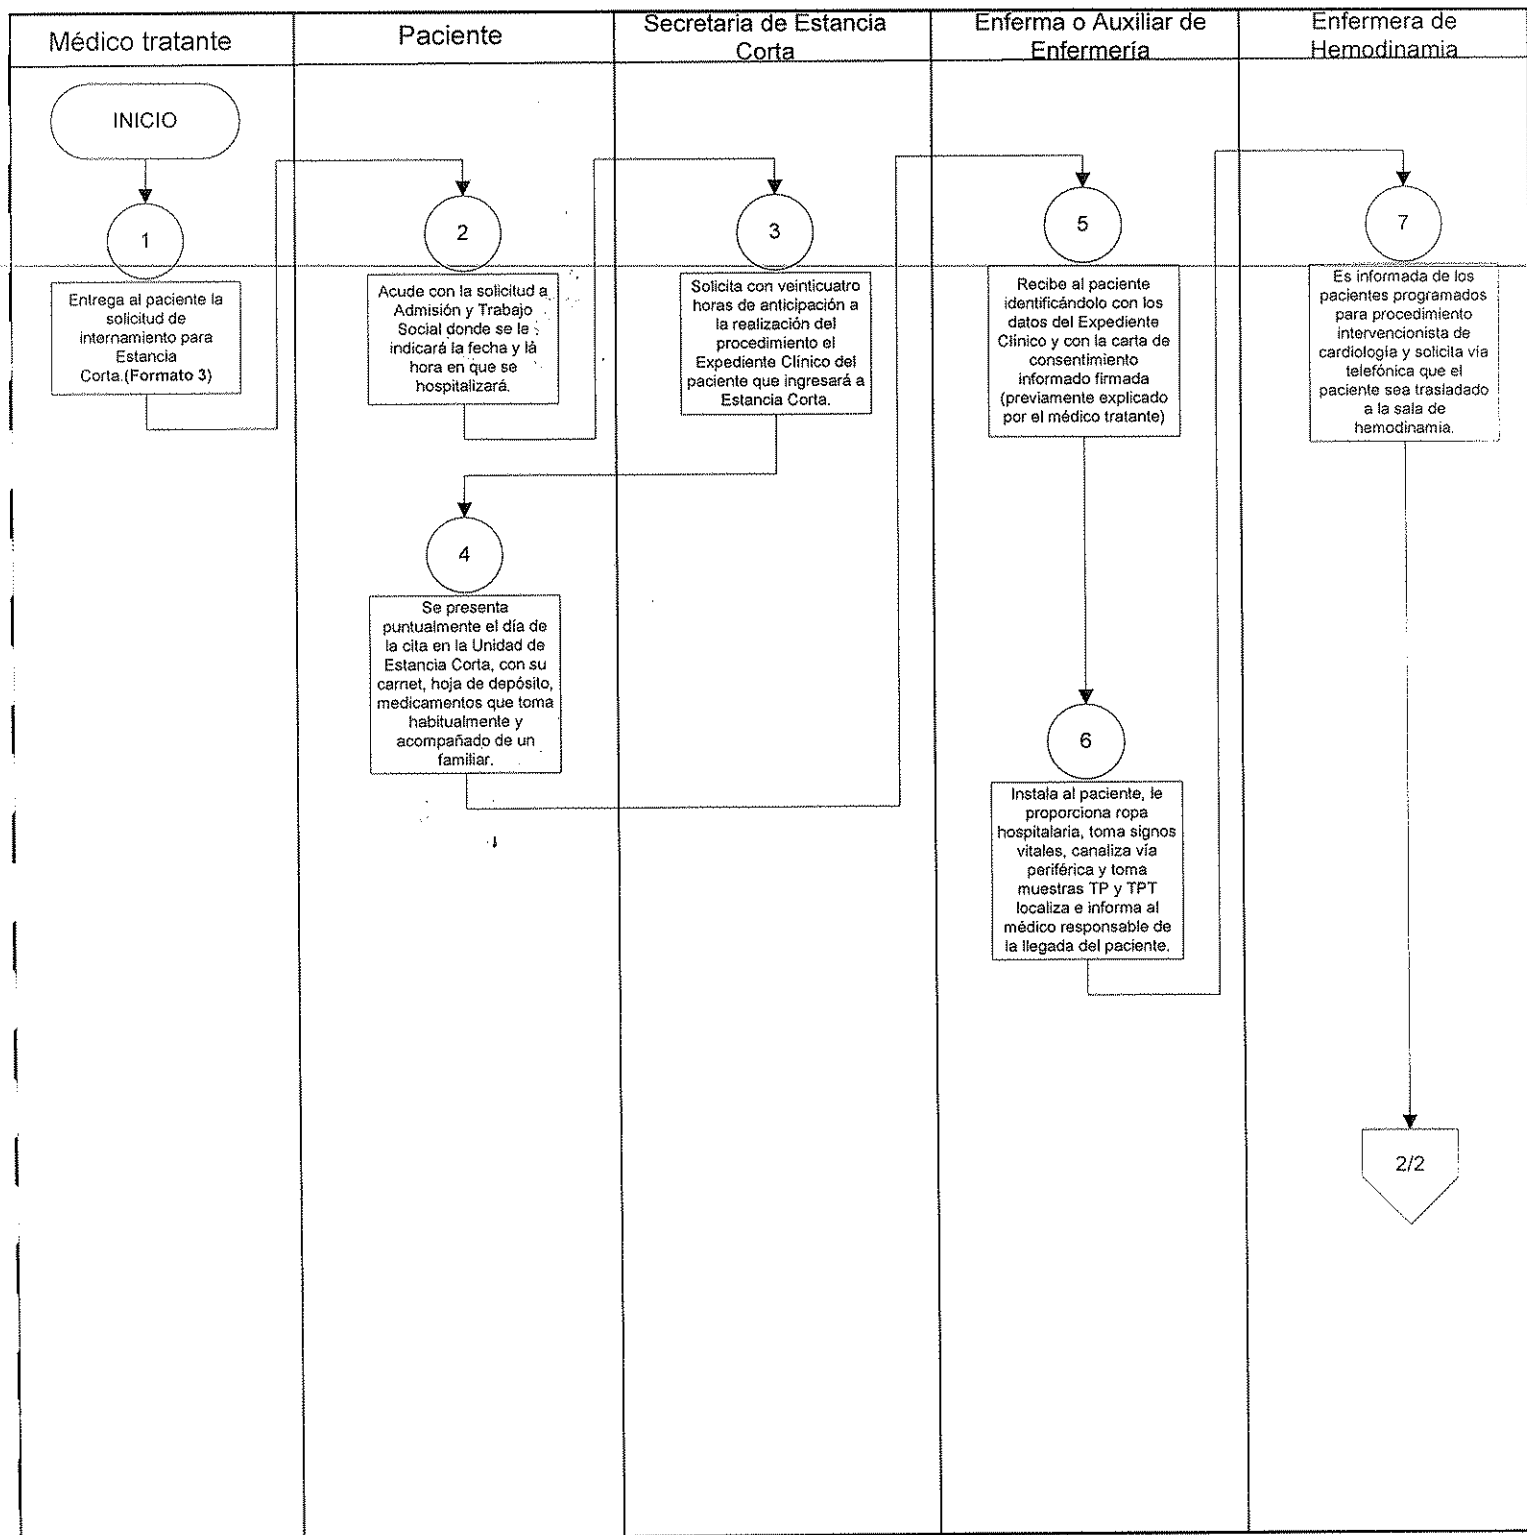 Médico tratante
Paciente
Secretaria de Estancia
Corta
Enferma o Auxiliar de
Enfermería
Enfermera de
Hemodinamia
INICIO
1
Entrega al paciente la
solicitud de
internamiento para
Estancia
Corta.(Formato 3)
2
Acude con la solicitud a
Admisión y Trabajo
Social donde se le
indicará la fecha y la
hora en que se
hospitalizará.
3
Solicita con veinticuatro
horas de anticipación a
la realización del
procedimiento el
Expediente Clínico del
paciente que ingresará a
Estancia Corta.
4
Se presenta
puntualmente el día de
la cita en la Unidad de
Estancia Corta, con su
carnet, hoja de depósito,
medicamentos que toma
habitualmente y
acompañado de un
familiar.
5
Recibe al paciente
identificándolo con los
datos del Expediente
Clínico y con la carta de
consentimiento
informado firmada
(previamente explicado
por el médico tratante)
6
Instala al paciente, le
proporciona ropa
hospitalaria, toma signos
vitales, canaliza vía
periférica y toma
muestras TP y TPT
localiza e informa al
médico responsable de
la llegada del paciente.
7
Es informada de los
pacientes programados
para procedimiento
intervencionista de
cardiología y solicita vía
telefónica que el
paciente sea trasladado
a la sala de
hemodinamia.
2/2